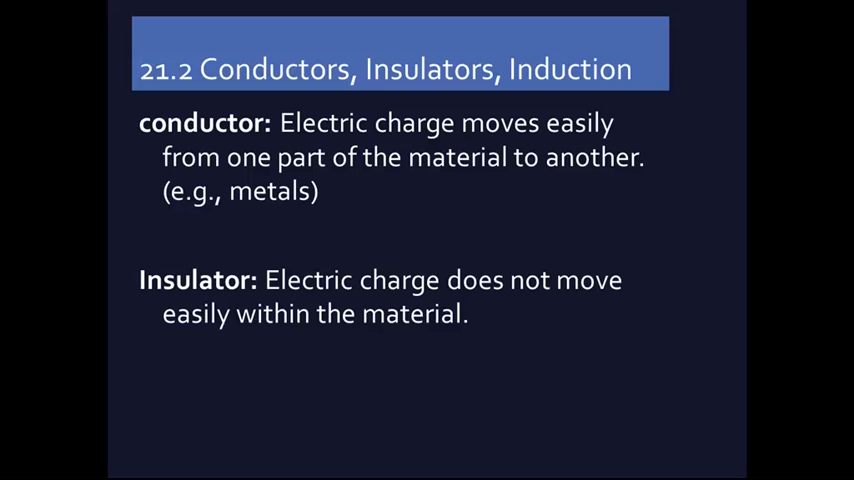 21.2 Conductors, Insulators, Induction
conductor: Electric charge moves easily
from one part of the material to another.
(e.g., metals)
Insulator: Electric charge does not move
easily within the material.